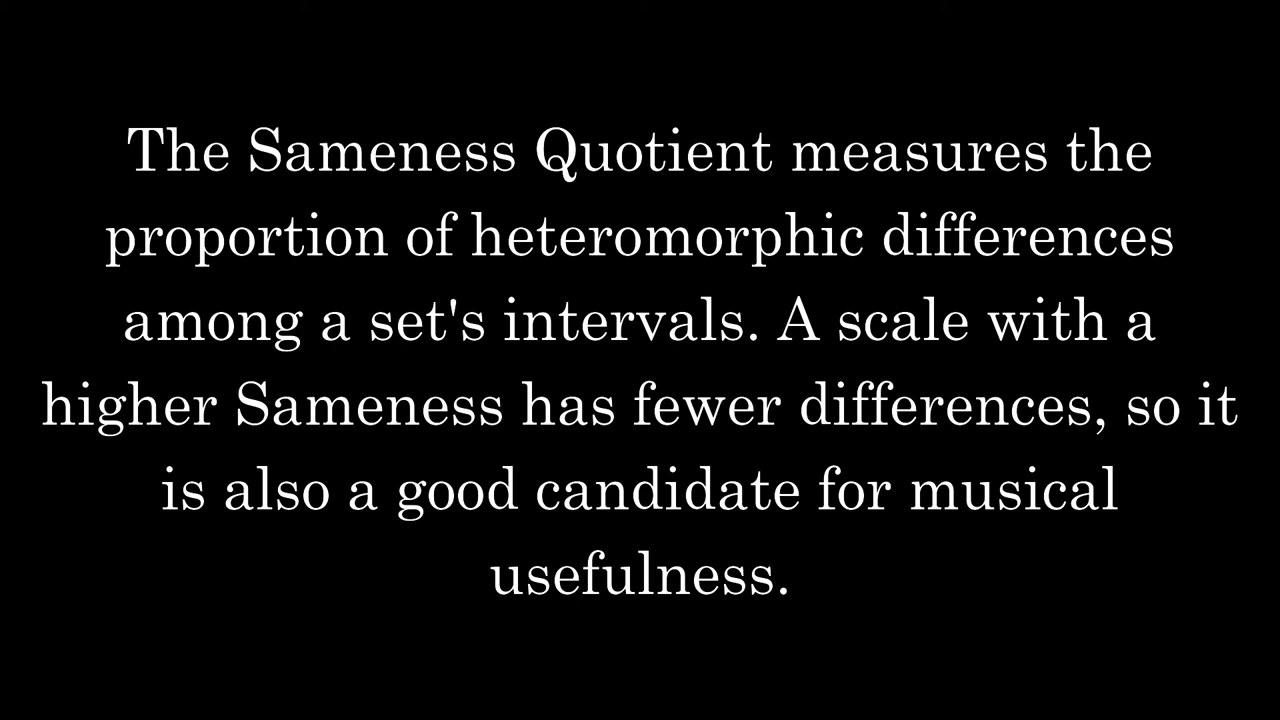 The Sameness Quotient measures the
proportion of heteromorphic differences
among a set's intervals. A scale with a
higher Sameness has fewer differences, so it
is also a good candidate for musical
usefulness.